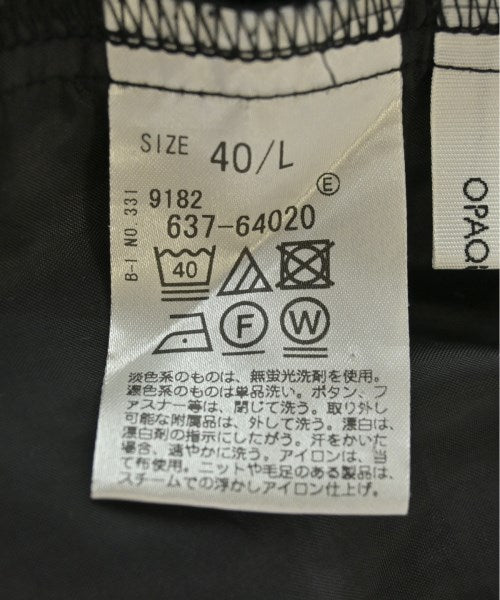 SIZE 40/L
Ⓔ
B-I NO.331
9182
637-64020
40
F W
淡色系のものは、無蛍光洗剤を使用。
濃色系のものは単品洗い。ボタン、フ
ァスナー等は、閉じて洗う。取り外し
可能な附属品は、外して洗う。漂白は、
漂白剤の指示にしたがう。汗をかいた
場合、速やかに洗う。アイロンは、当
て布使用。ニットや毛足のある製品は、
スチームでの浮かしアイロン仕上げ。
OPAQU